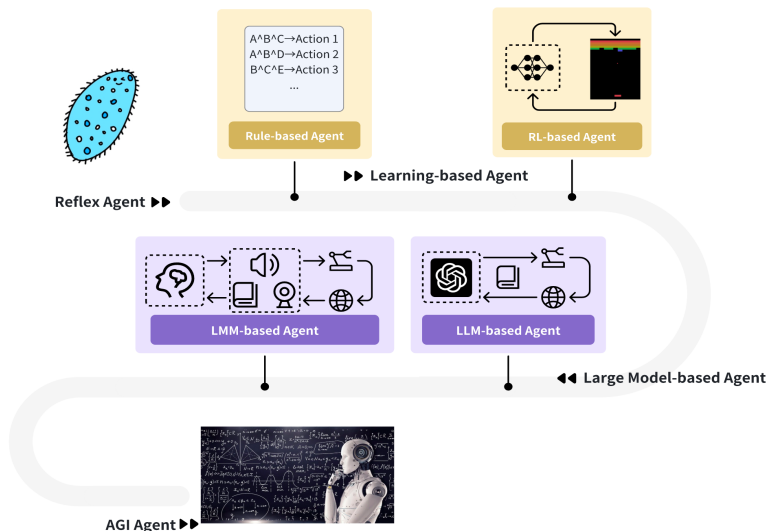 A^B^C→Action 1
A^B^D→Action 2
B^C^E→Action 3
...
Rule-based Agent
RL-based Agent
Learning-based Agent
Reflex Agent
LMM-based Agent
LLM-based Agent
Large Model-based Agent
AGI Agent